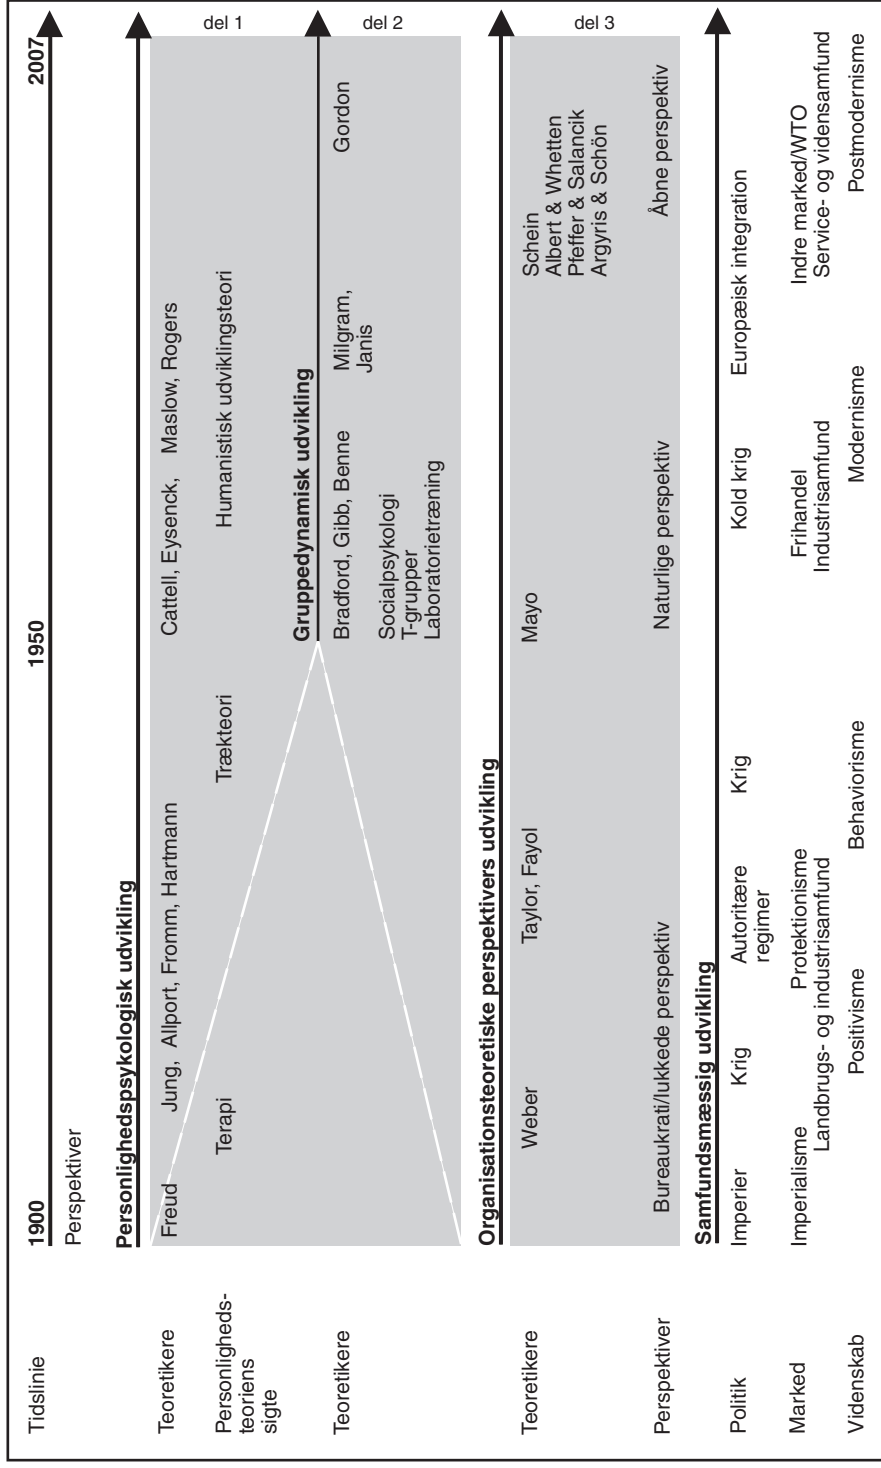 Tidslinie
1900
1950
2007
Perspektiver
Personlighedspsykologisk udvikling
del 1
Teoretikere
Freud
Jung, Allport, Fromm, Hartmann
Cattell, Eysenck, Maslow, Rogers
Personligheds-
teoriens
sigte
Terapi
Trækteori
Humanistisk udviklingsteori
Gruppedynamisk udvikling
del 2
Teoretikere
Bradford, Gibb, Benne
Milgram,
Janis
Gordon
Socialpsykologi
T-grupper
Laboratorietræning
Organisationsteoretiske perspektivers udvikling
del 3
Teoretikere
Weber
Taylor, Fayol
Mayo
Schein
Albert & Whetten
Pfeffer & Salancik
Argyris & Schön
Perspektiver
Bureaukrati/lukkede perspektiv
Naturlige perspektiv
Åbne perspektiv
Samfundsmæssig udvikling
Politik
Imperier
Krig
Autoritære
regimer
Krig
Kold krig
Europæisk integration
Marked
Imperialisme
Protektionisme
Landbrugs- og industrisamfund
Frihandel
Industrisamfund
Indre marked/WTO
Service- og vidensamfund
Videnskab
Positivisme
Behaviorisme
Modernisme
Postmodernisme